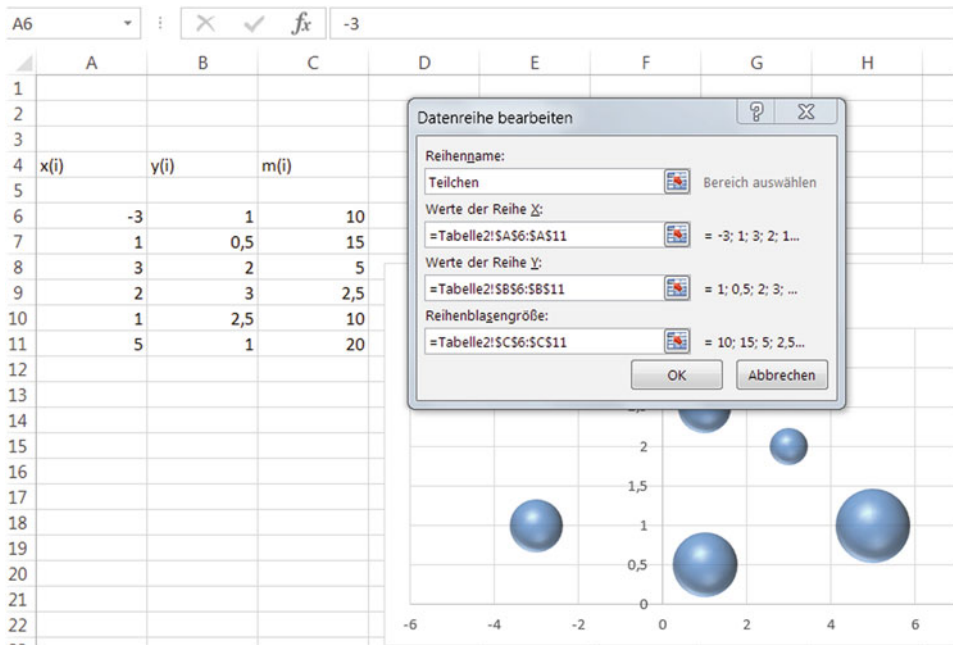 A6 fx -3
A B C D E F G H
1
2
3
4 x(i) y(i) m(i)
5
6 -3 1 10
7 1 0,5 15
8 3 2 5
9 2 3 2,5
10 1 2,5 10
11 5 1 20
12
13
14
15
16
17
18
19
20
21
22
Datenreihe bearbeiten
Reihenname:
Teilchen Bereich auswählen
Werte der Reihe X:
=Tabelle2!$A$6:$A$11 = -3; 1; 3; 2; 1...
Werte der Reihe Y:
=Tabelle2!$B$6:$B$11 = 1; 0,5; 2; 3; ...
Reihenblasengröße:
=Tabelle2!$C$6:$C$11 = 10; 15; 5; 2,5...
OK Abbrechen
2
1,5
1
0,5
0
-6 -4 -2 0 2 4 6